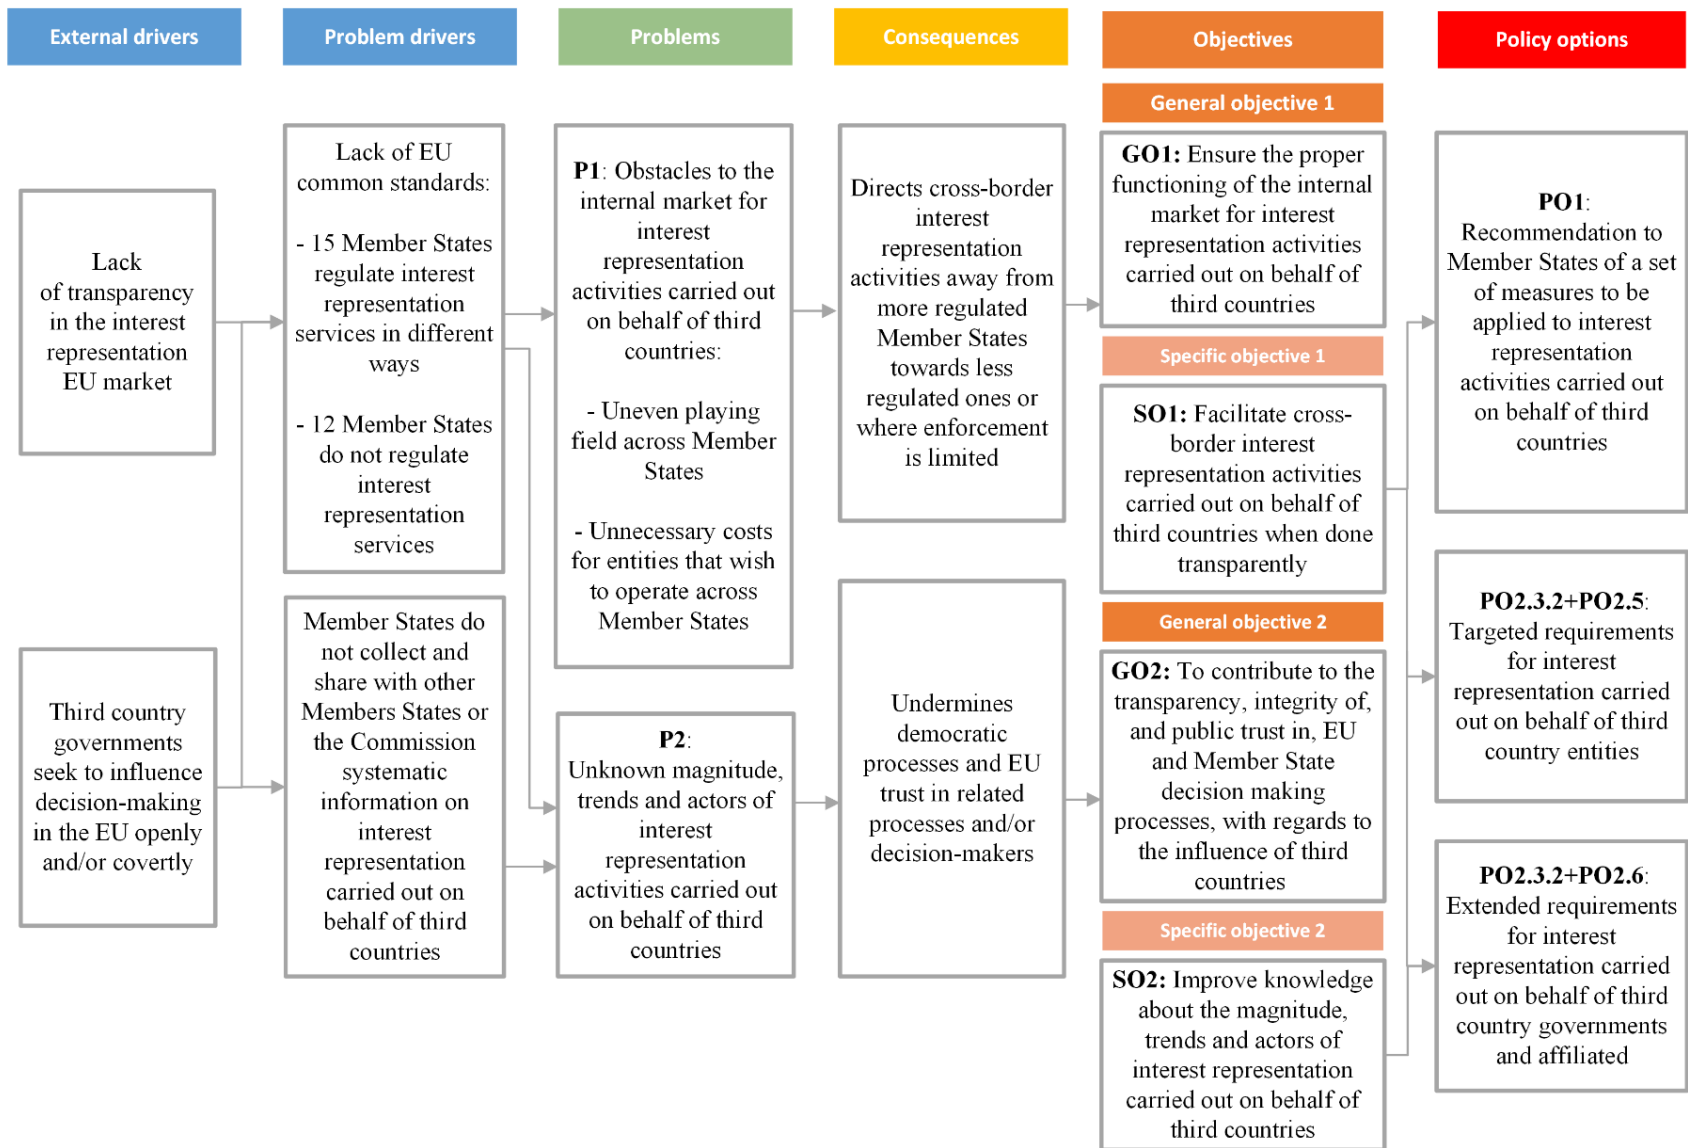 External drivers
Problem drivers
Problems
Consequences
Objectives
Policy options
Lack
of transparency
in the interest
representation
EU market
Third country
governments
seek to influence
decision-making
in the EU openly
and/or covertly
Lack of EU
common standards:
- 15 Member States
regulate interest
representation
services in different
ways
- 12 Member States
do not regulate
interest
representation
services
Member States do
not collect and
share with other
Members States or
the Commission
systematic
information on
interest
representation
carried out on
behalf of third
countries
P1: Obstacles to the
internal market for
interest
representation
activities carried out
on behalf of third
countries:
- Uneven playing
field across Member
States
- Unnecessary costs
for entities that wish
to operate across
Member States
P2:
Unknown magnitude,
trends and actors of
interest
representation
activities carried out
on behalf of third
countries
Directs cross-border
interest
representation
activities away from
more regulated
Member States
towards less
regulated ones or
where enforcement
is limited
Undermines
democratic
processes and EU
trust in related
processes and/or
decision-makers
General objective 1
GO1: Ensure the proper
functioning of the internal
market for interest
representation activities
carried out on behalf of
third countries
Specific objective 1
SO1: Facilitate cross-
border interest
representation activities
carried out on behalf of
third countries when done
transparently
General objective 2
GO2: To contribute to the
transparency, integrity of,
and public trust in, EU
and Member State
decision making
processes, with regards to
the influence of third
countries
Specific objective 2
SO2: Improve knowledge
about the magnitude,
trends and actors of
interest representation
carried out on behalf of
third countries
PO1:
Recommendation to
Member States of a set
of measures to be
applied to interest
representation
activities carried out
on behalf of third
countries
PO2.3.2+PO2.5:
Targeted requirements
for interest
representation carried
out on behalf of third
country entities
PO2.3.2+PO2.6:
Extended requirements
for interest
representation carried
out on behalf of third
country governments
and affiliated